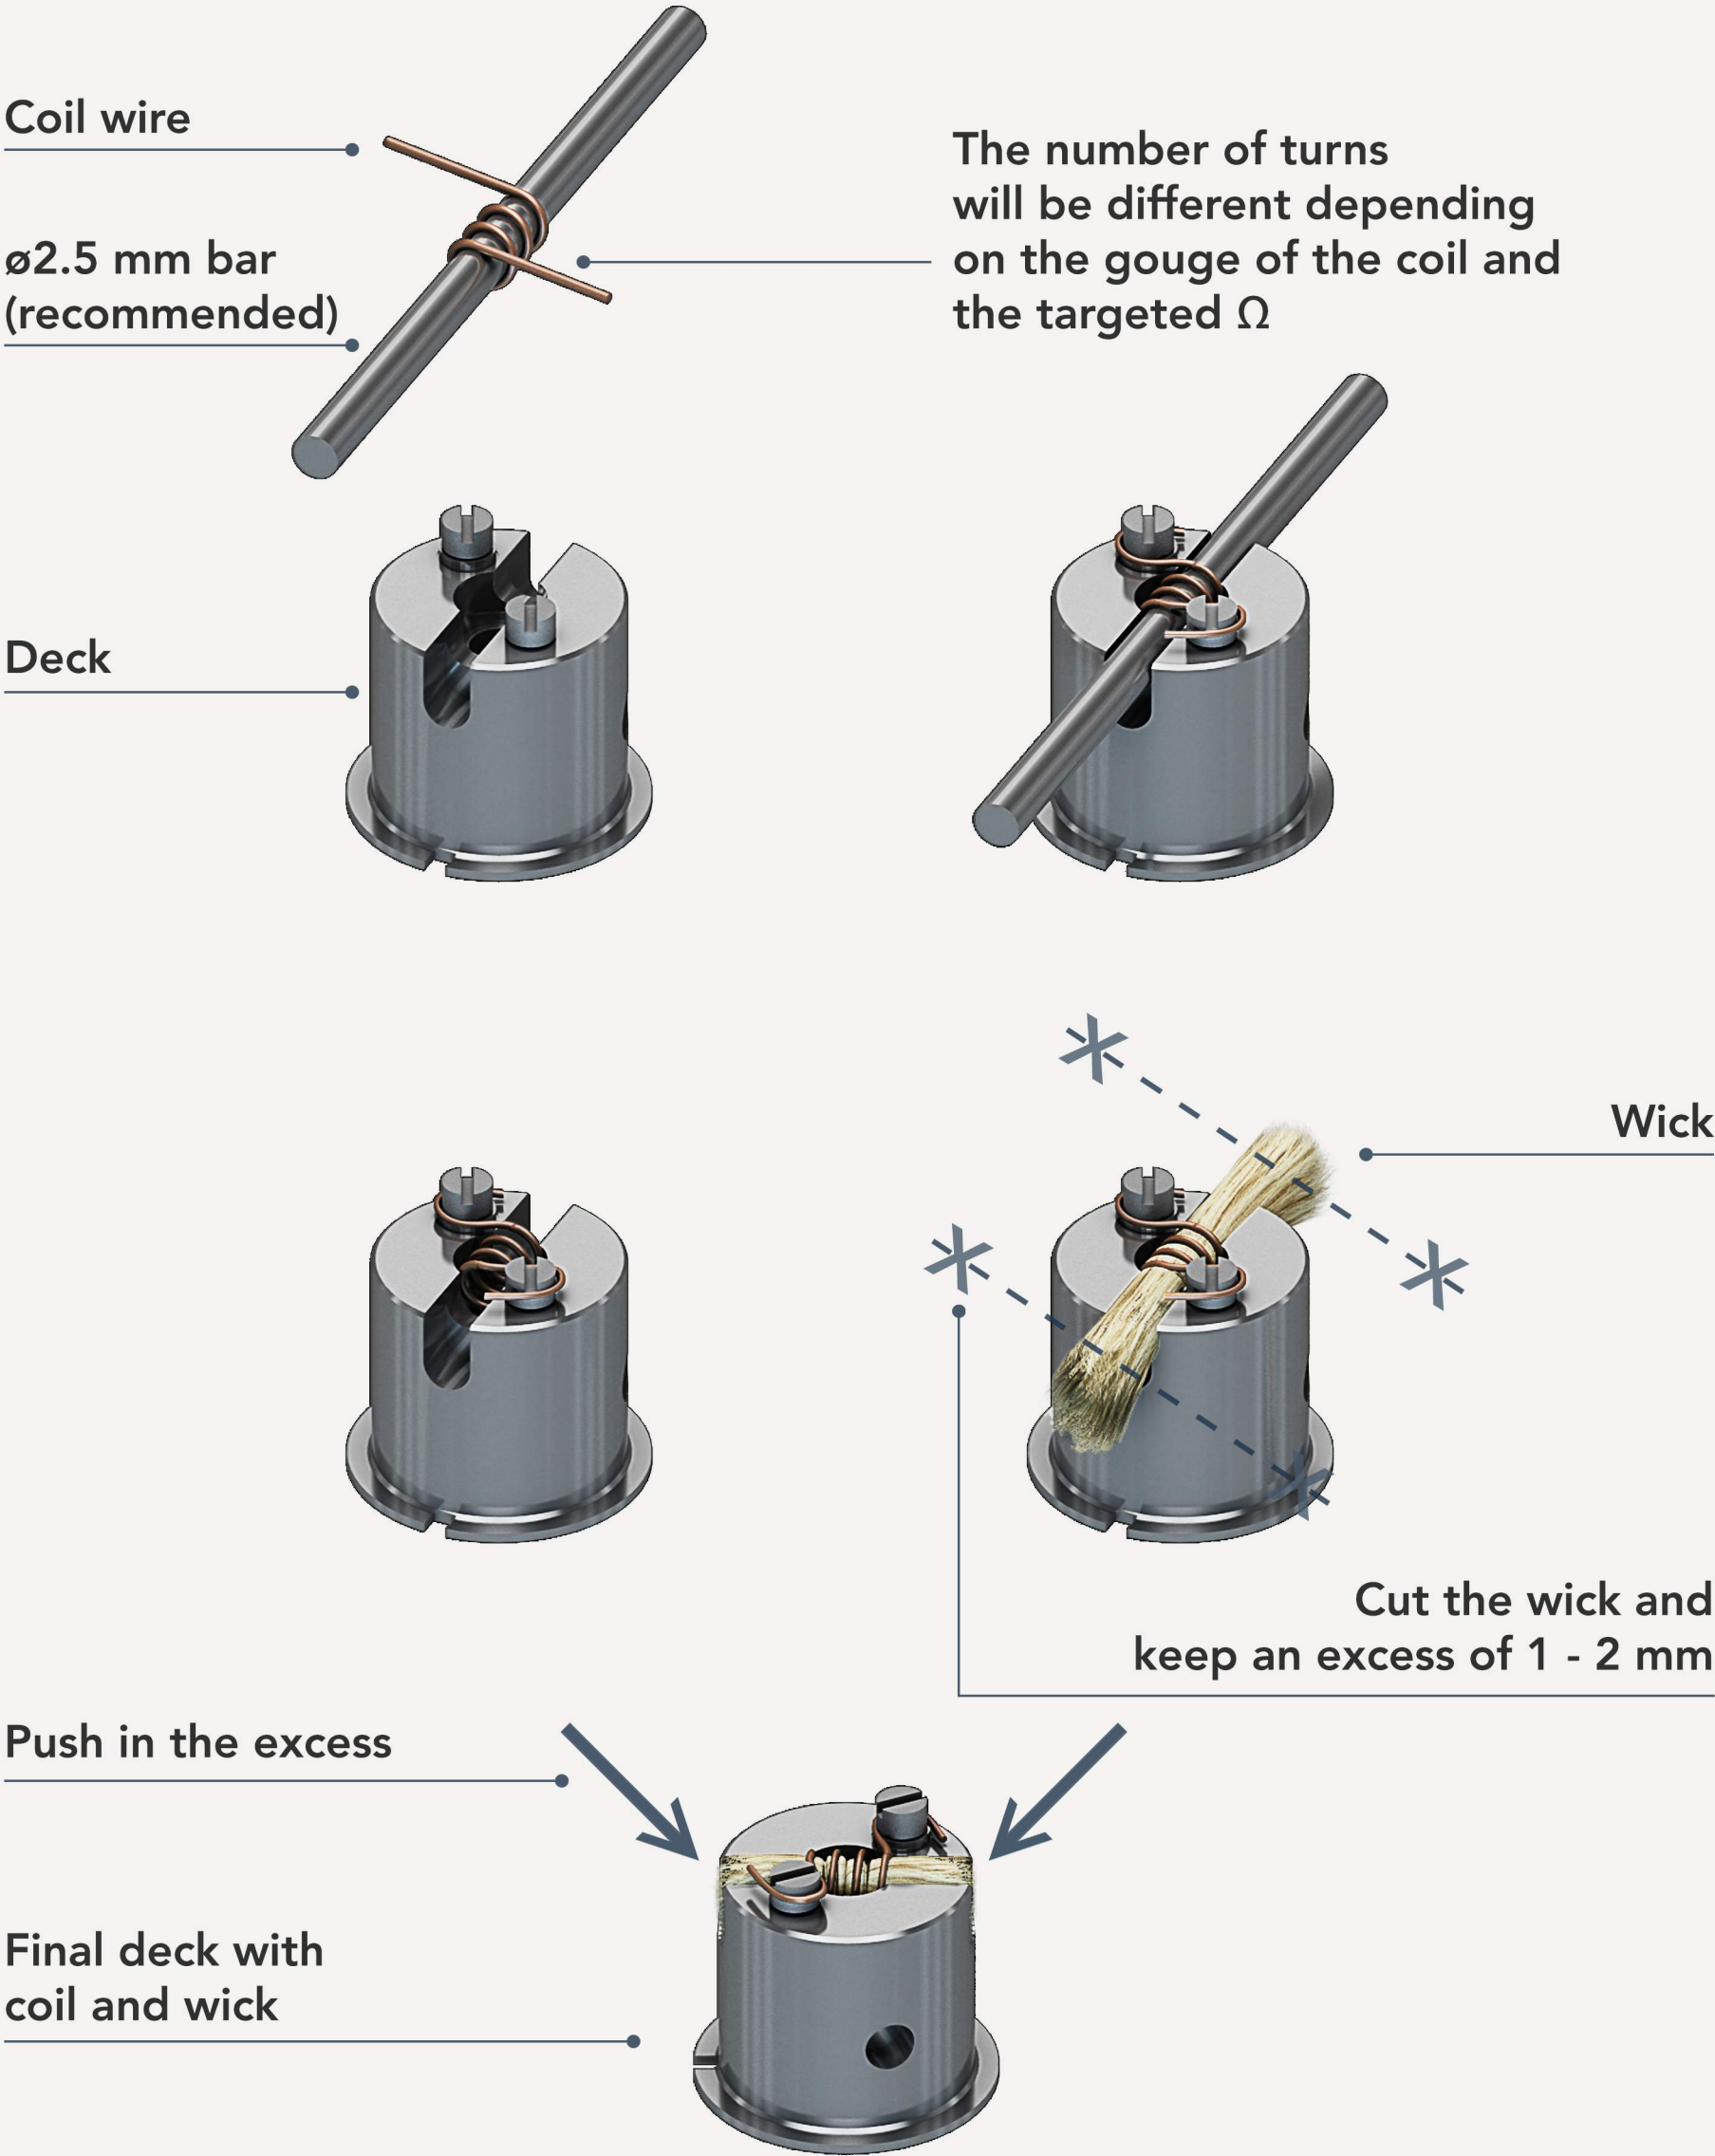 Coil wire
The number of turns
will be different depending
on the gouge of the coil and
the targeted Ω
ø2.5 mm bar
(recommended)
Deck
Wick
Cut the wick and
keep an excess of 1 - 2 mm
Push in the excess
Final deck with
coil and wick